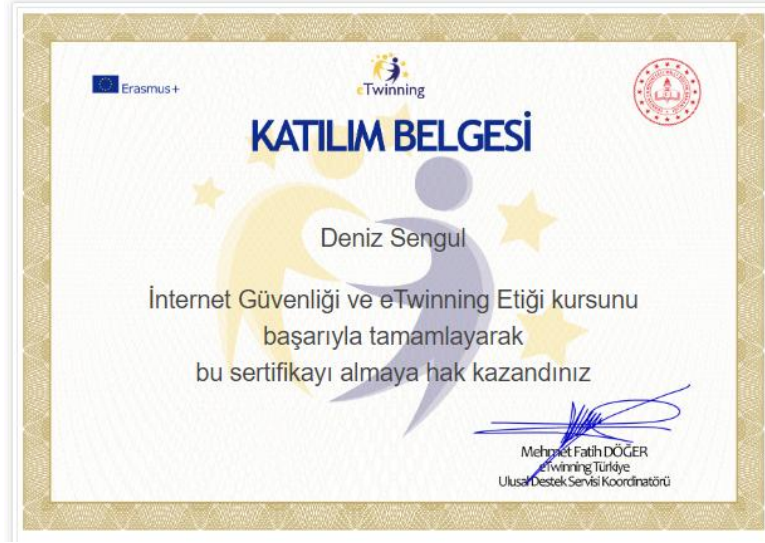 Erasmus+
eTwinning
KATILIM BELGESİ
Deniz Sengul
İnternet Güvenliği ve eTwinning Etiği kursunu
başarıyla tamamlayarak
bu sertifikayı almaya hak kazandınız
Mehmet Fatih DÖĞER
eTwinning Türkiye
Ulusal Destek Servisi Koordinatörü